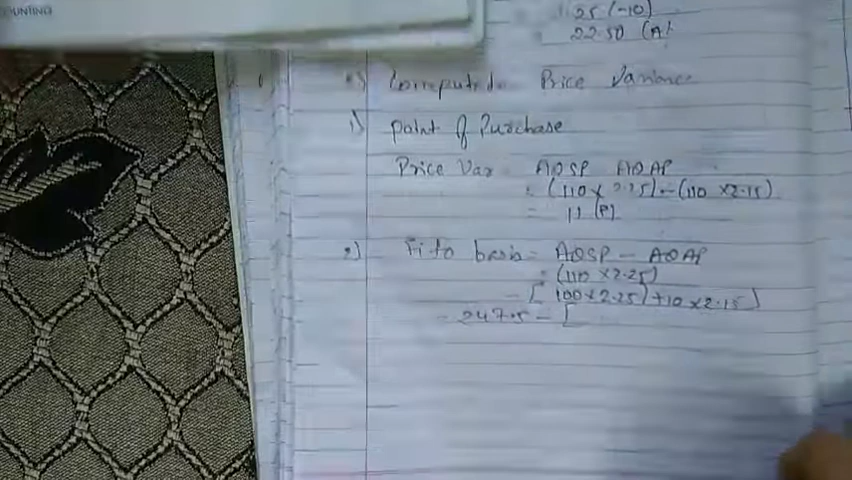 OUNTING
25 (-10)
22.50 (A)
Compute Price Variance
1) point of Purchase
Price Var = AQSP AQAP
= (110 × 2.25) - (110 × 2.15)
= 11 (F)
2) Fifo basis = AQSP - AQAP
= (110 × 2.25)
- [100 × 2.25) + 10 × 2.15)
= 247.5 - [